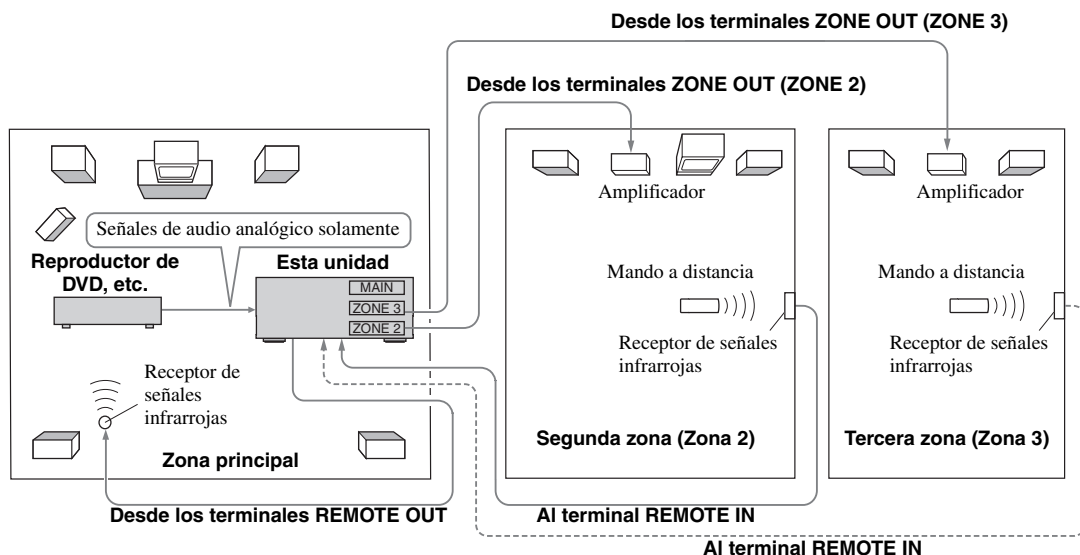 Desde los terminales ZONE OUT (ZONE 3)
Desde los terminales ZONE OUT (ZONE 2)
Señales de audio analógico solamente
Reproductor de
DVD, etc.
Esta unidad
MAIN
ZONE 3
ZONE 2
Receptor de
señales
infrarrojas
Zona principal
Desde los terminales REMOTE OUT
Amplificador
Mando a distancia
Receptor de señales
infrarrojas
Segunda zona (Zona 2)
Al terminal REMOTE IN
Amplificador
Mando a distancia
Receptor de señales
infrarrojas
Tercera zona (Zona 3)
Al terminal REMOTE IN